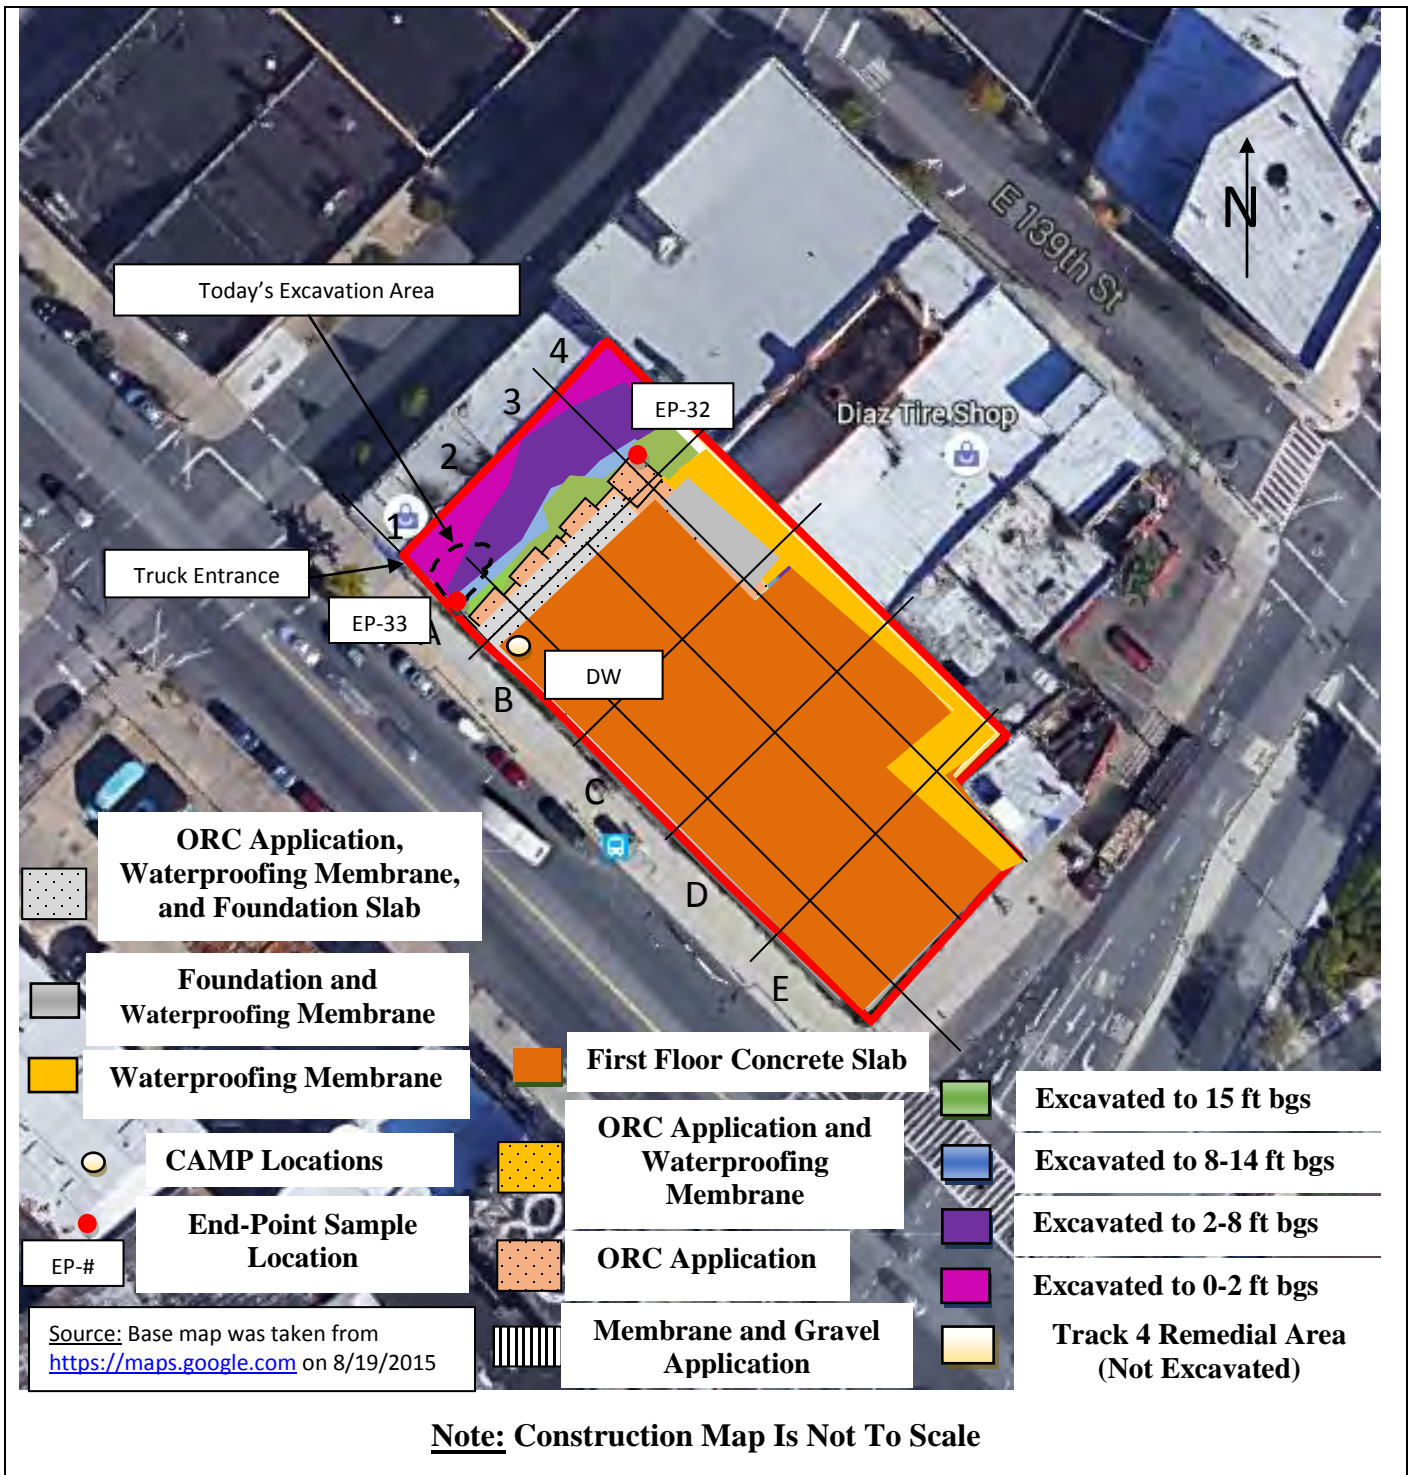 N
E 139th St
Today's Excavation Area
4
3
EP-32
Diaz Tire Shop
2
1
Truck Entrance
EP-33
A
DW
B
C
D
E
ORC Application,
Waterproofing Membrane,
and Foundation Slab
Foundation and
Waterproofing Membrane
Waterproofing Membrane
CAMP Locations
End-Point Sample
Location
EP-#
First Floor Concrete Slab
ORC Application and
Waterproofing
Membrane
ORC Application
Membrane and Gravel
Application
Excavated to 15 ft bgs
Excavated to 8-14 ft bgs
Excavated to 2-8 ft bgs
Excavated to 0-2 ft bgs
Track 4 Remedial Area
(Not Excavated)
Source: Base map was taken from
https://maps.google.com on 8/19/2015
Note: Construction Map Is Not To Scale